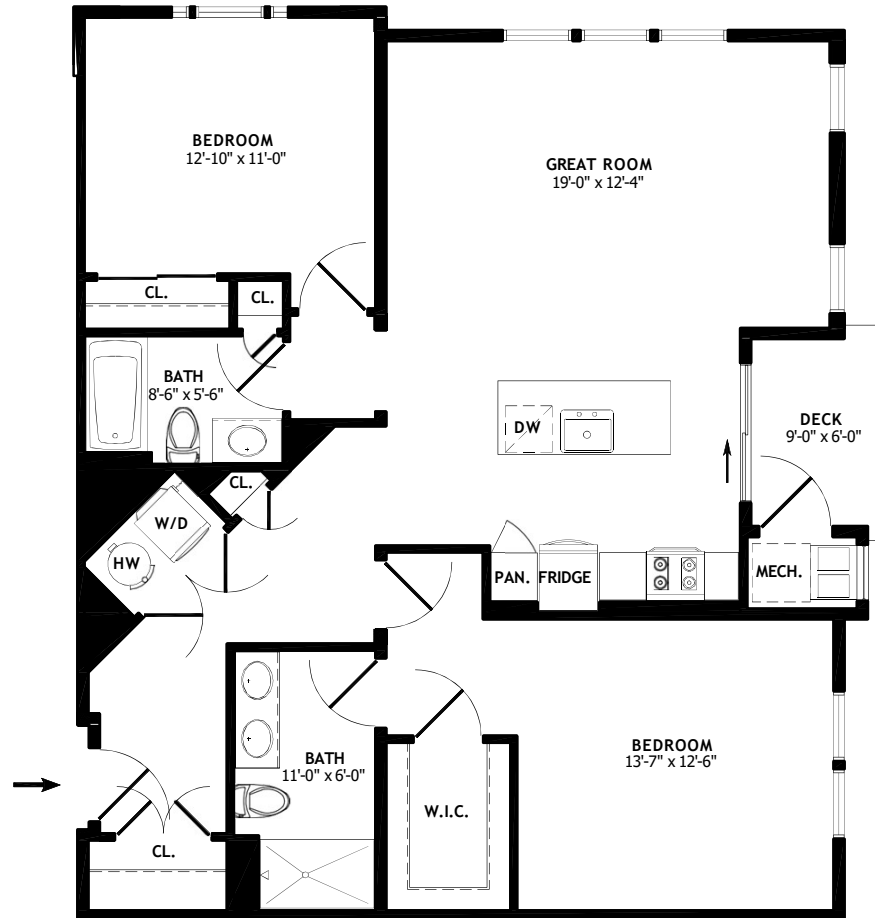 BEDROOM
12'-10" x 11'-0"
GREAT ROOM
19'-0" x 12'-4"
CL.
CL.
BATH
8'-6" x 5'-6"
DW
DECK
9'-0" x 6'-0"
CL.
W/D
HW
PAN.
FRIDGE
MECH.
BEDROOM
13'-7" x 12'-6"
BATH
11'-0" x 6'-0"
W.I.C.
CL.